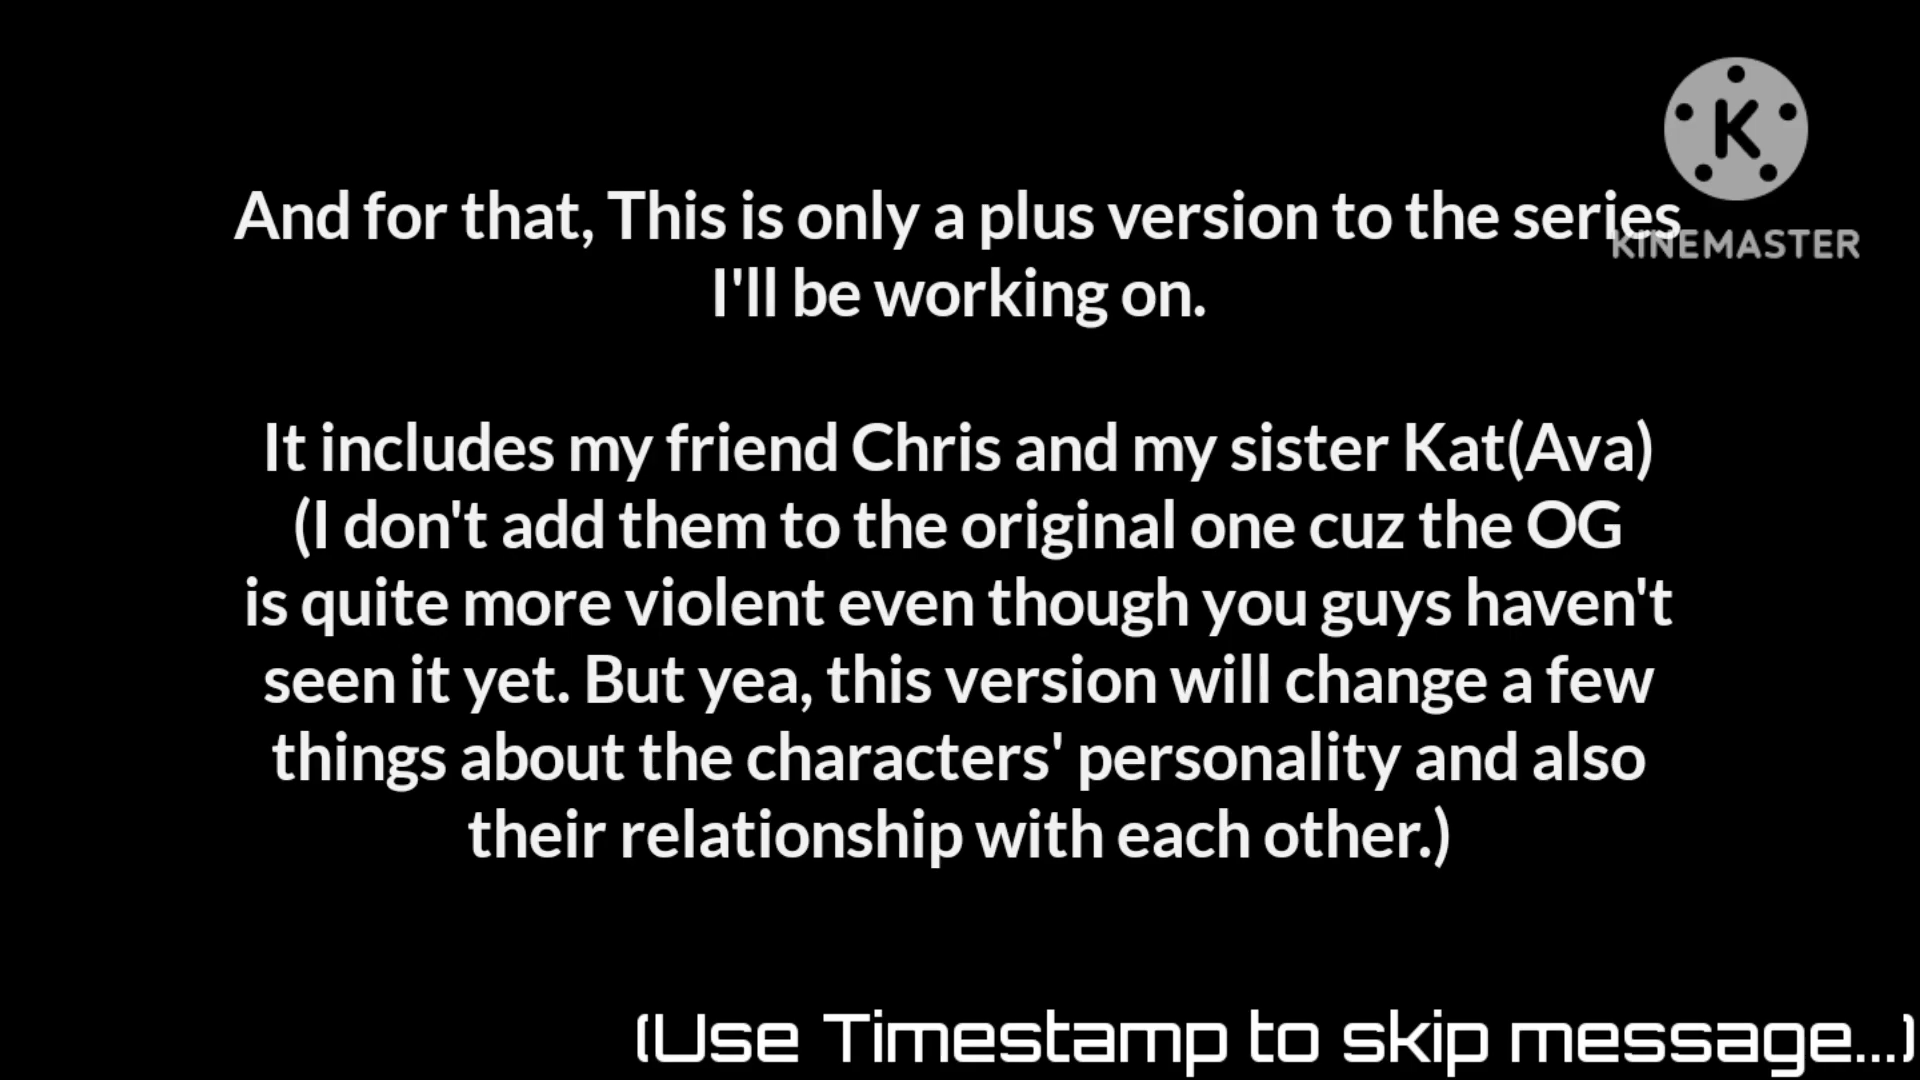 And for that, This is only a plus version to the series
I'll be working on.
It includes my friend Chris and my sister Kat(Ava)
(I don't add them to the original one cuz the OG
is quite more violent even though you guys haven't
seen it yet. But yea, this version will change a few
things about the characters' personality and also
their relationship with each other.)
K
KINEMASTER
(Use Timestamp to skip message...)